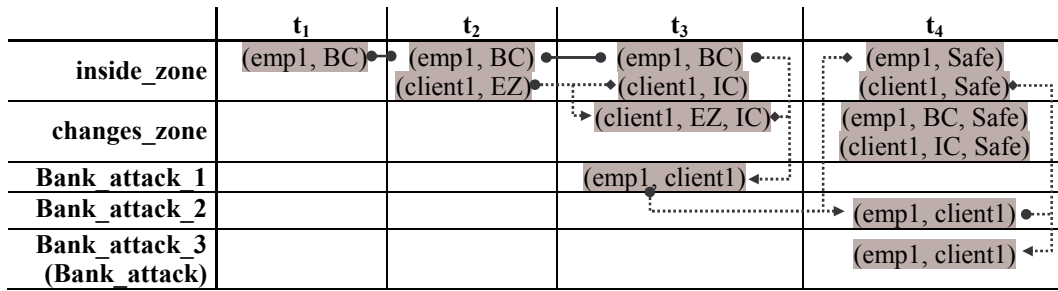 t1 t2 t3 t4
inside_zone (emp1, BC) (emp1, BC) (emp1, BC) (emp1, Safe)
(client1, EZ) (client1, IC) (client1, Safe)
changes_zone (client1, EZ, IC) (emp1, BC, Safe)
(client1, IC, Safe)
Bank_attack_1 (emp1, client1)
Bank_attack_2 (emp1, client1)
Bank_attack_3 (emp1, client1)
(Bank_attack)